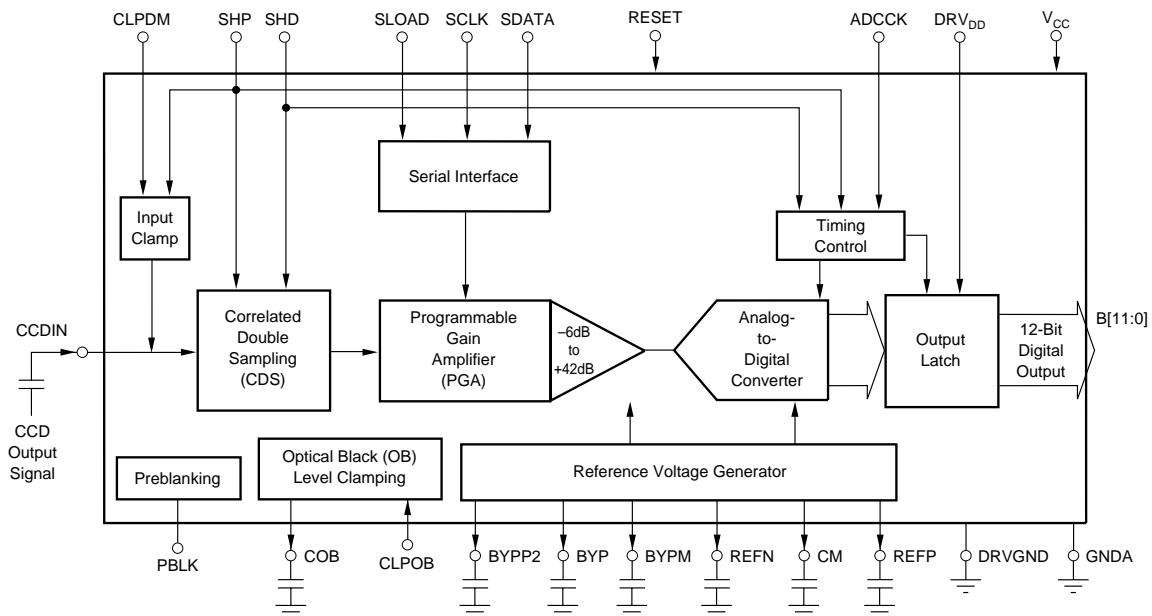 CLPDM SHP SHD SLOAD SCLK SDATA RESET ADCCK DRVDD VCC
Serial Interface
Input
Clamp
Timing
Control
CCDIN
Correlated
Double
Sampling
(CDS)
Programmable
Gain
Amplifier
(PGA)
–6dB
to
+42dB
Analog-
to-
Digital
Converter
Output
Latch
12-Bit
Digital
Output
B[11:0]
CCD
Output
Signal
Preblanking
Optical Black (OB)
Level Clamping
Reference Voltage Generator
PBLK COB CLPOB BYPP2 BYP BYPM REFN CM REFP DRVGND GNDA